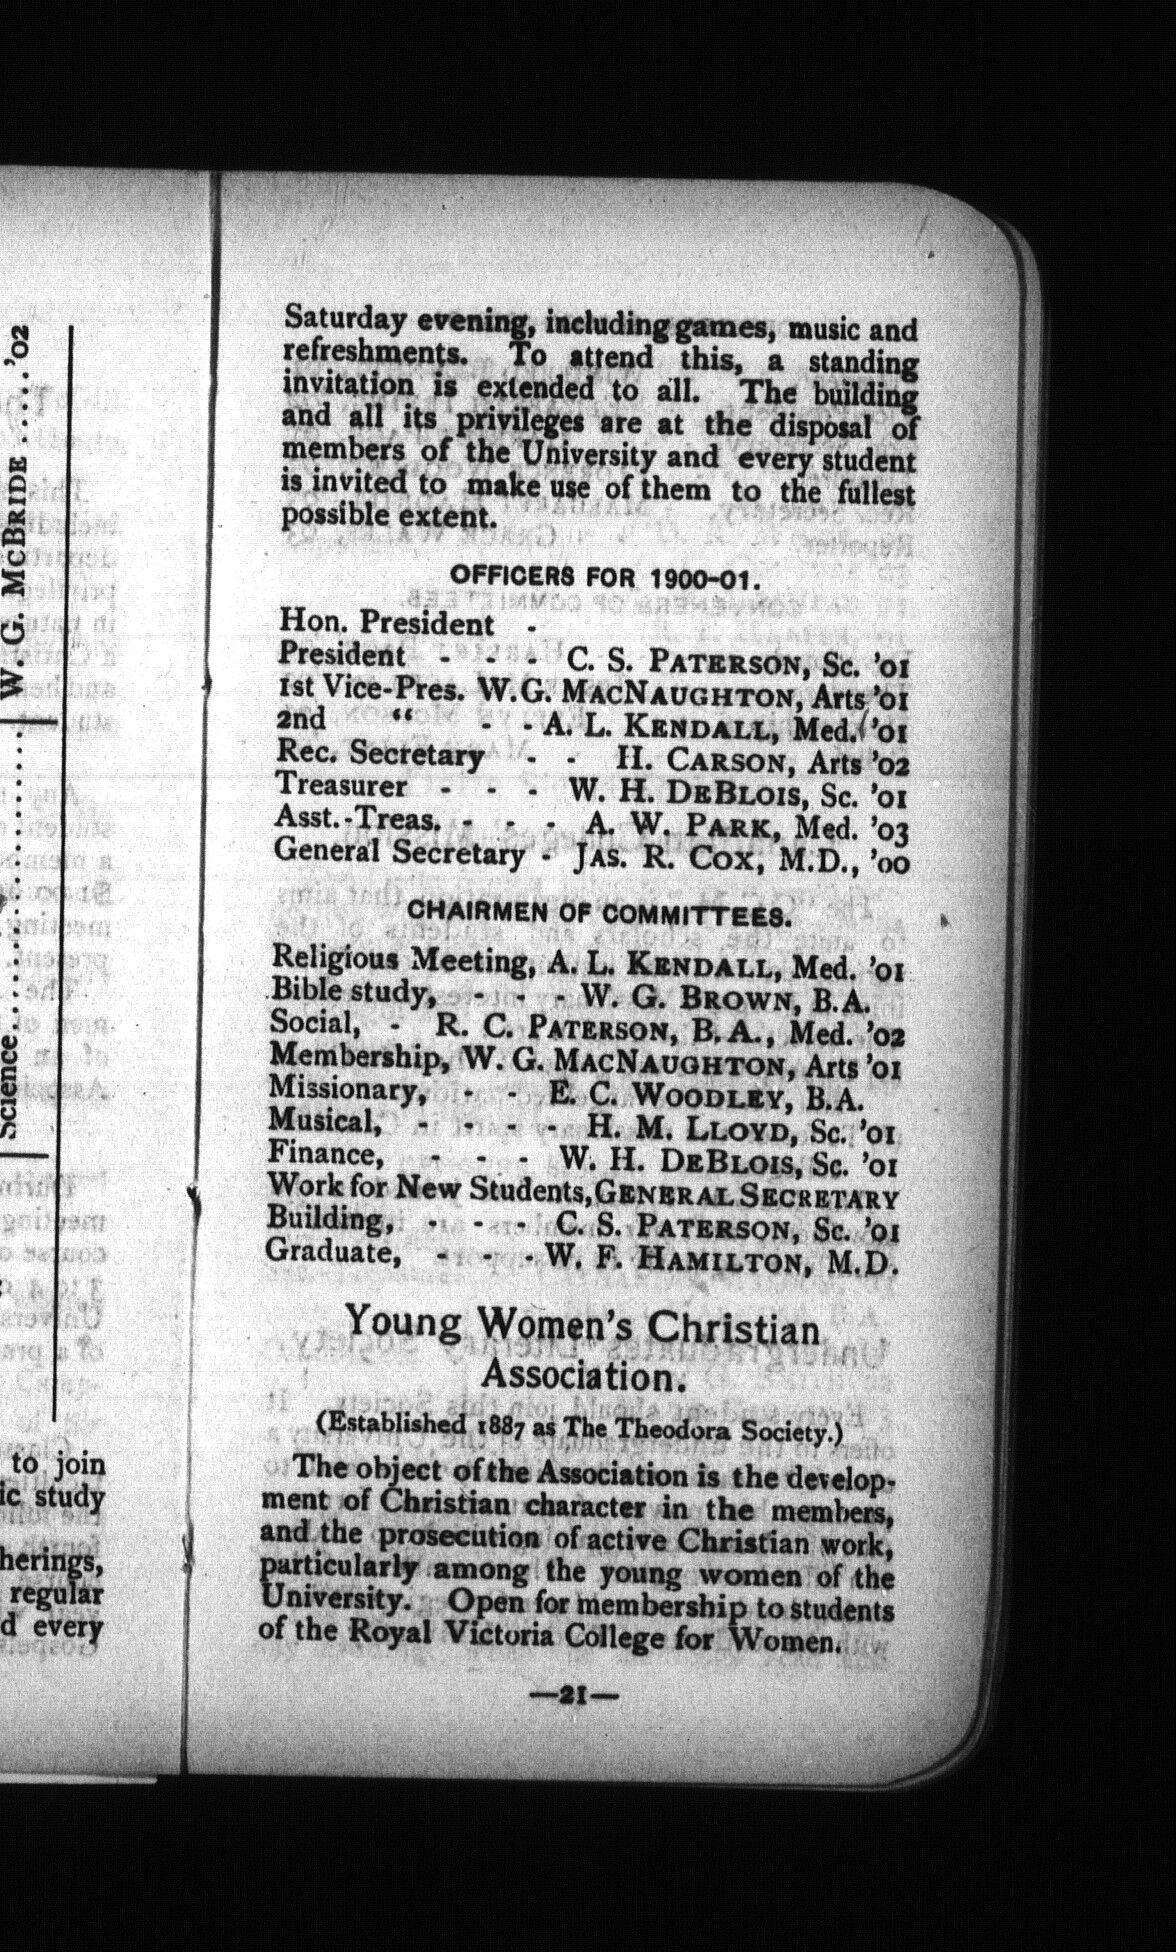 Saturday evening, including games, music and
refreshments. To attend this, a standing
invitation is extended to all. The building
and all its privileges are at the disposal of
members of the University and every student
is invited to make use of them to the fullest
possible extent.
OFFICERS FOR 1900-01.
Hon. President -
President - - - C. S. PATERSON, Sc. '01
1st Vice-Pres. W.G. MACNAUGHTON, Arts '01
2nd " - - A. L. KENDALL, Med. '01
Rec. Secretary - - H. CARSON, Arts '02
Treasurer - - - W. H. DEBLOIS, Sc. '01
Asst.-Treas. - - - A. W. PARK, Med. '03
General Secretary - JAS. R. COX, M.D., '00
CHAIRMEN OF COMMITTEES.
Religious Meeting, A. L. KENDALL, Med. '01
Bible study, - - - W. G. BROWN, B.A.
Social, - R. C. PATERSON, B.A., Med. '02
Membership, W. G. MACNAUGHTON, Arts '01
Missionary, - - E. C. WOODLEY, B.A.
Musical, - - - - H. M. LLOYD, Sc. '01
Finance, - - - W. H. DEBLOIS, Sc. '01
Work for New Students, GENERAL SECRETARY
Building, - - - C. S. PATERSON, Sc. '01
Graduate, - - - W. F. HAMILTON, M.D.
Young Women's Christian
Association.
(Established 1887 as The Theodora Society.)
The object of the Association is the develop-
ment of Christian character in the members,
and the prosecution of active Christian work,
particularly among the young women of the
University. Open for membership to students
of the Royal Victoria College for Women.
—21—
Science ........ W. G. MCBRIDE .....'02
to join
study
regular
every